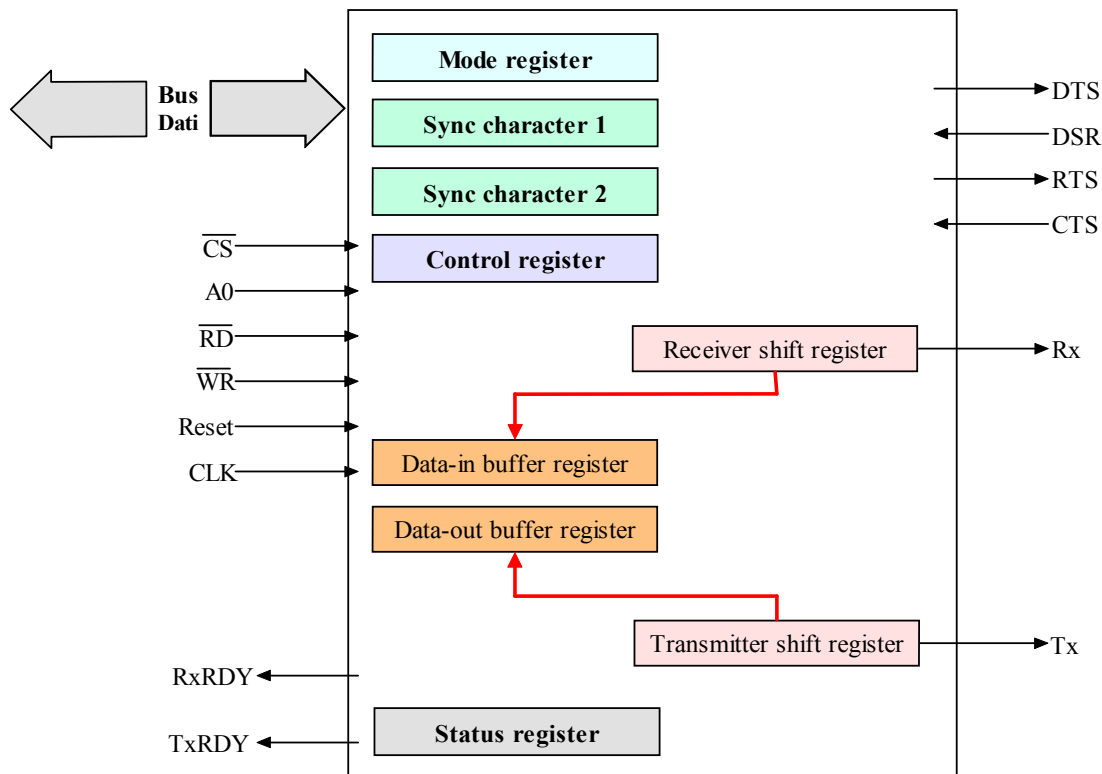 Mode register
Bus
Dati
DTS
Sync character 1
DSR
RTS
Sync character 2
CTS
CS
Control register
A0
RD
Receiver shift register
Rx
WR
Reset
Data-in buffer register
CLK
Data-out buffer register
Transmitter shift register
Tx
RxRDY
Status register
TxRDY